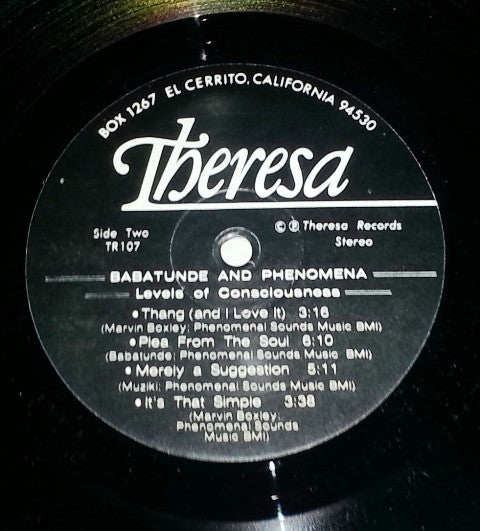 BOX 1267 EL CERRITO, CALIFORNIA 94530
Theresa
Side Two
TR107
© ℗ Theresa Records
Stereo
BABATUNDE AND PHENOMENA
Levels of Consciousness
• Thang (and I Love It) 3:16
(Marvin Boxley; Phenomenal Sounds Music BMI)
• Plea From The Soul 6:10
(Babatunde; Phenomenal Sounds Music BMI)
• Merely a Suggestion 5:11
(Muziki; Phenomenal Sounds Music BMI)
• It's That Simple 3:38
(Marvin Boxley;
Phenomenal Sounds
Music BMI)